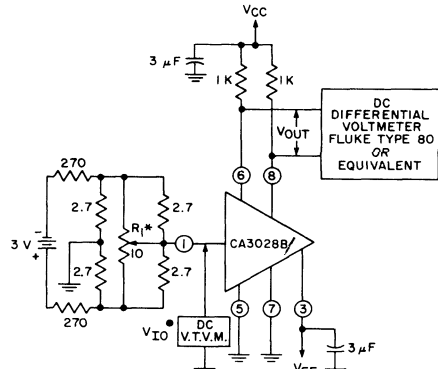 VCC
3 µF
1K
1K
DC
DIFFERENTIAL
VOLTMETER
FLUKE TYPE 80
OR
EQUIVALENT
VOUT
6
8
270
2.7
2.7
3 V
-
+
R1*
10
1
CA3028B
2.7
2.7
270
VIO
DC
V.T.V.M.
5
7
3
3 µF